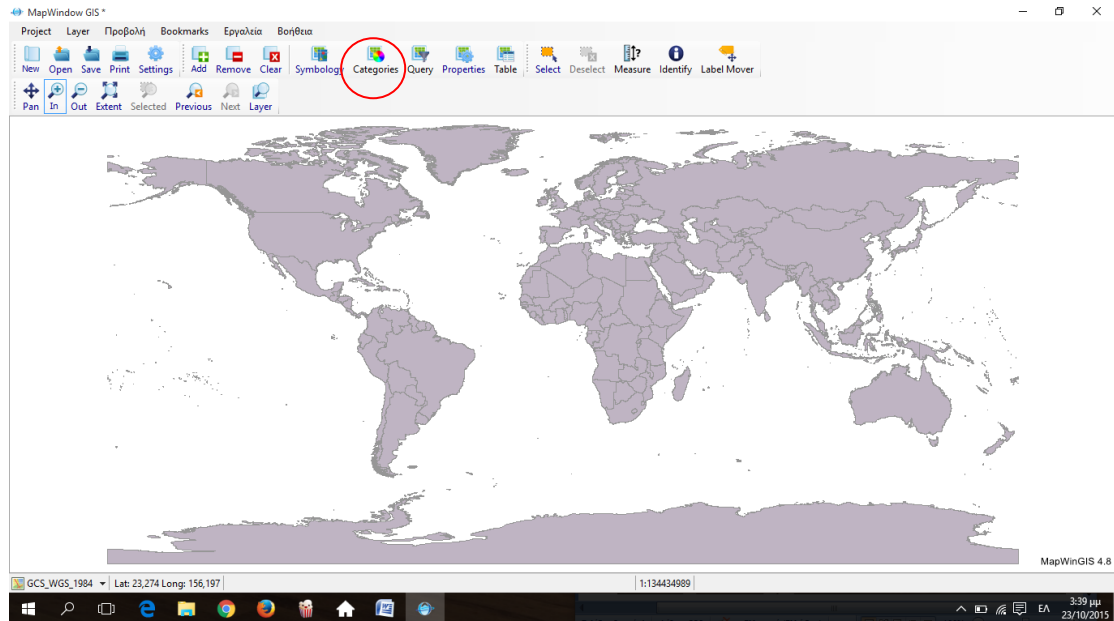 MapWindow GIS *
Project Layer Προβολή Bookmarks Εργαλεία Βοήθεια
New Open Save Print Settings Add Remove Clear Symbology Categories Query Properties Table Select Deselect Measure Identify Label Mover
Pan In Out Extent Selected Previous Next Layer
MapWinGIS 4.8
GCS_WGS_1984 Lat: 23,274 Long: 156,197 1:134434989
ΕΛ 3:39 μμ
23/10/2015